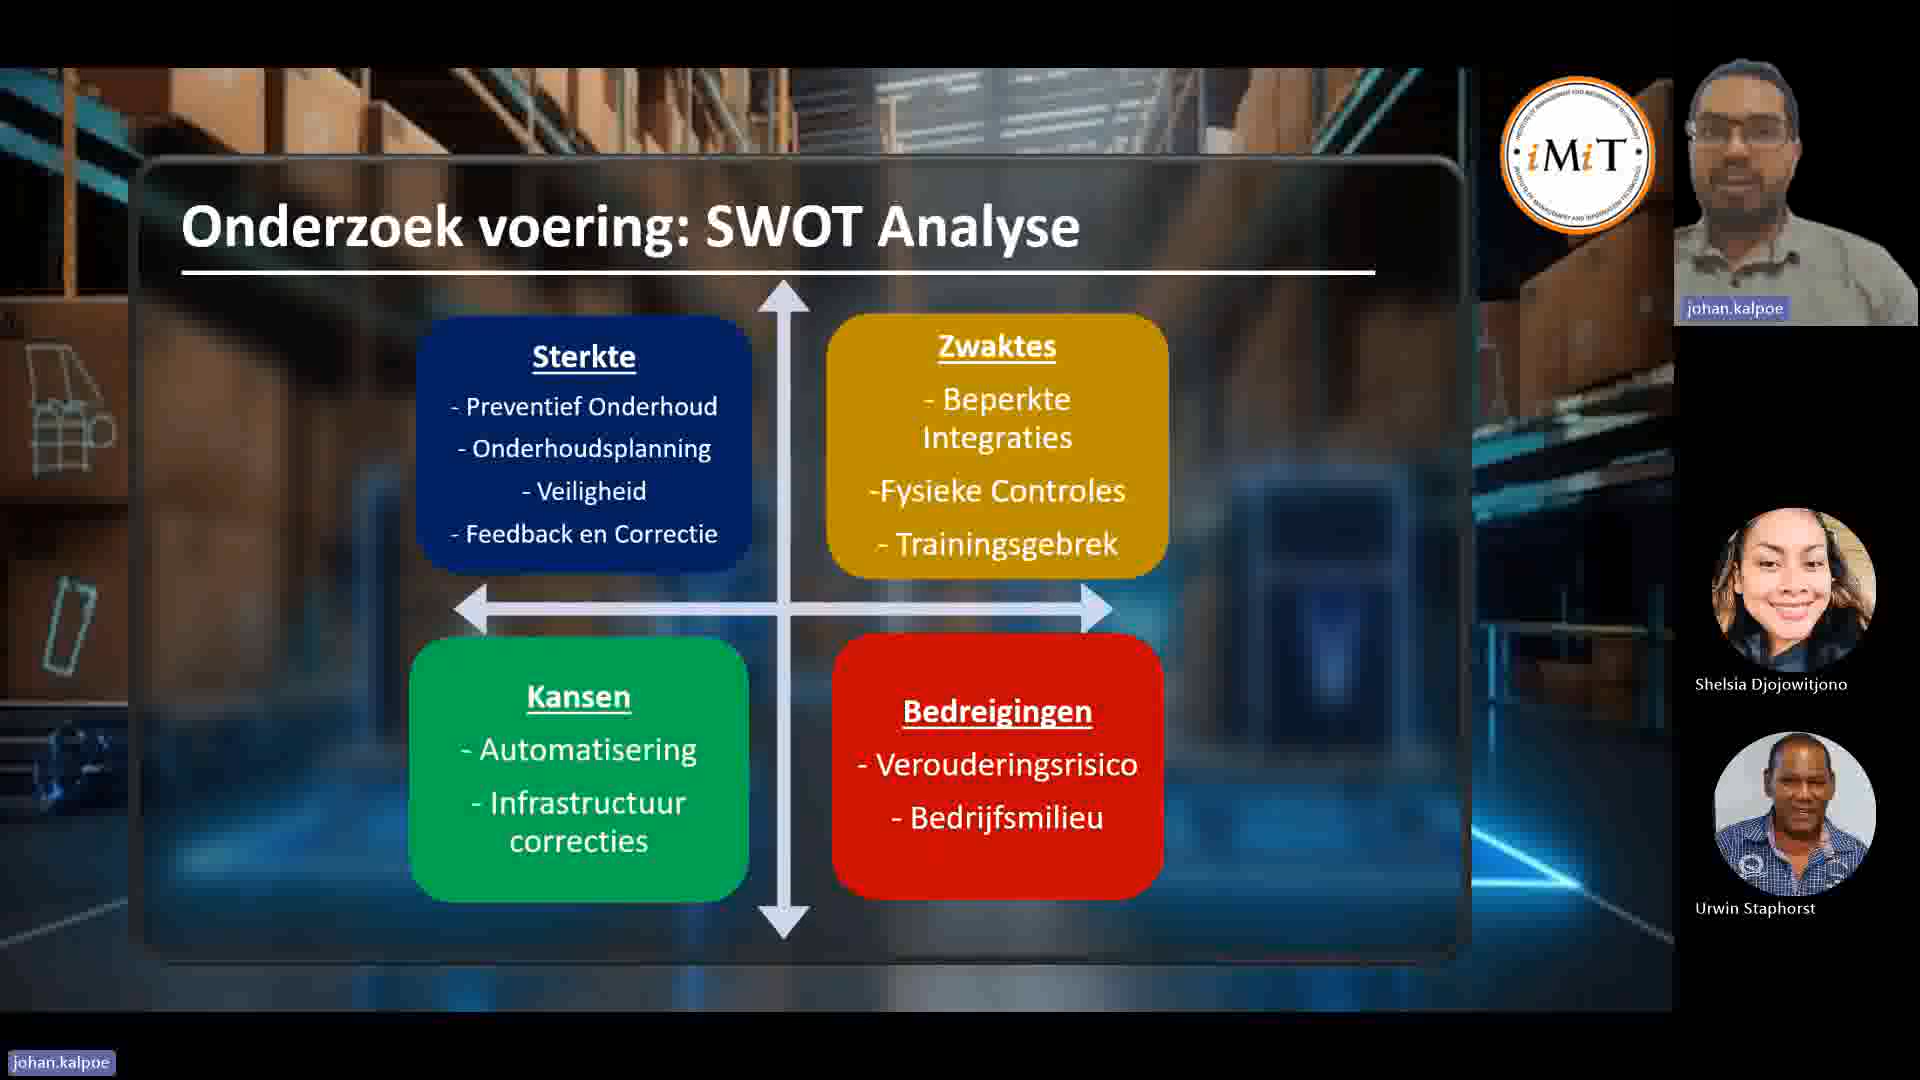 Onderzoek voering: SWOT Analyse
iMiT
johan.kalpoe
Sterkte
- Preventief Onderhoud
- Onderhoudsplanning
- Veiligheid
- Feedback en Correctie
Zwaktes
- Beperkte
Integraties
-Fysieke Controles
- Trainingsgebrek
Kansen
- Automatisering
- Infrastructuur
correcties
Bedreigingen
- Verouderingsrisico
- Bedrijfsmilieu
Shelsia Djojowitjono
Urwin Staphorst
johan.kalpoe